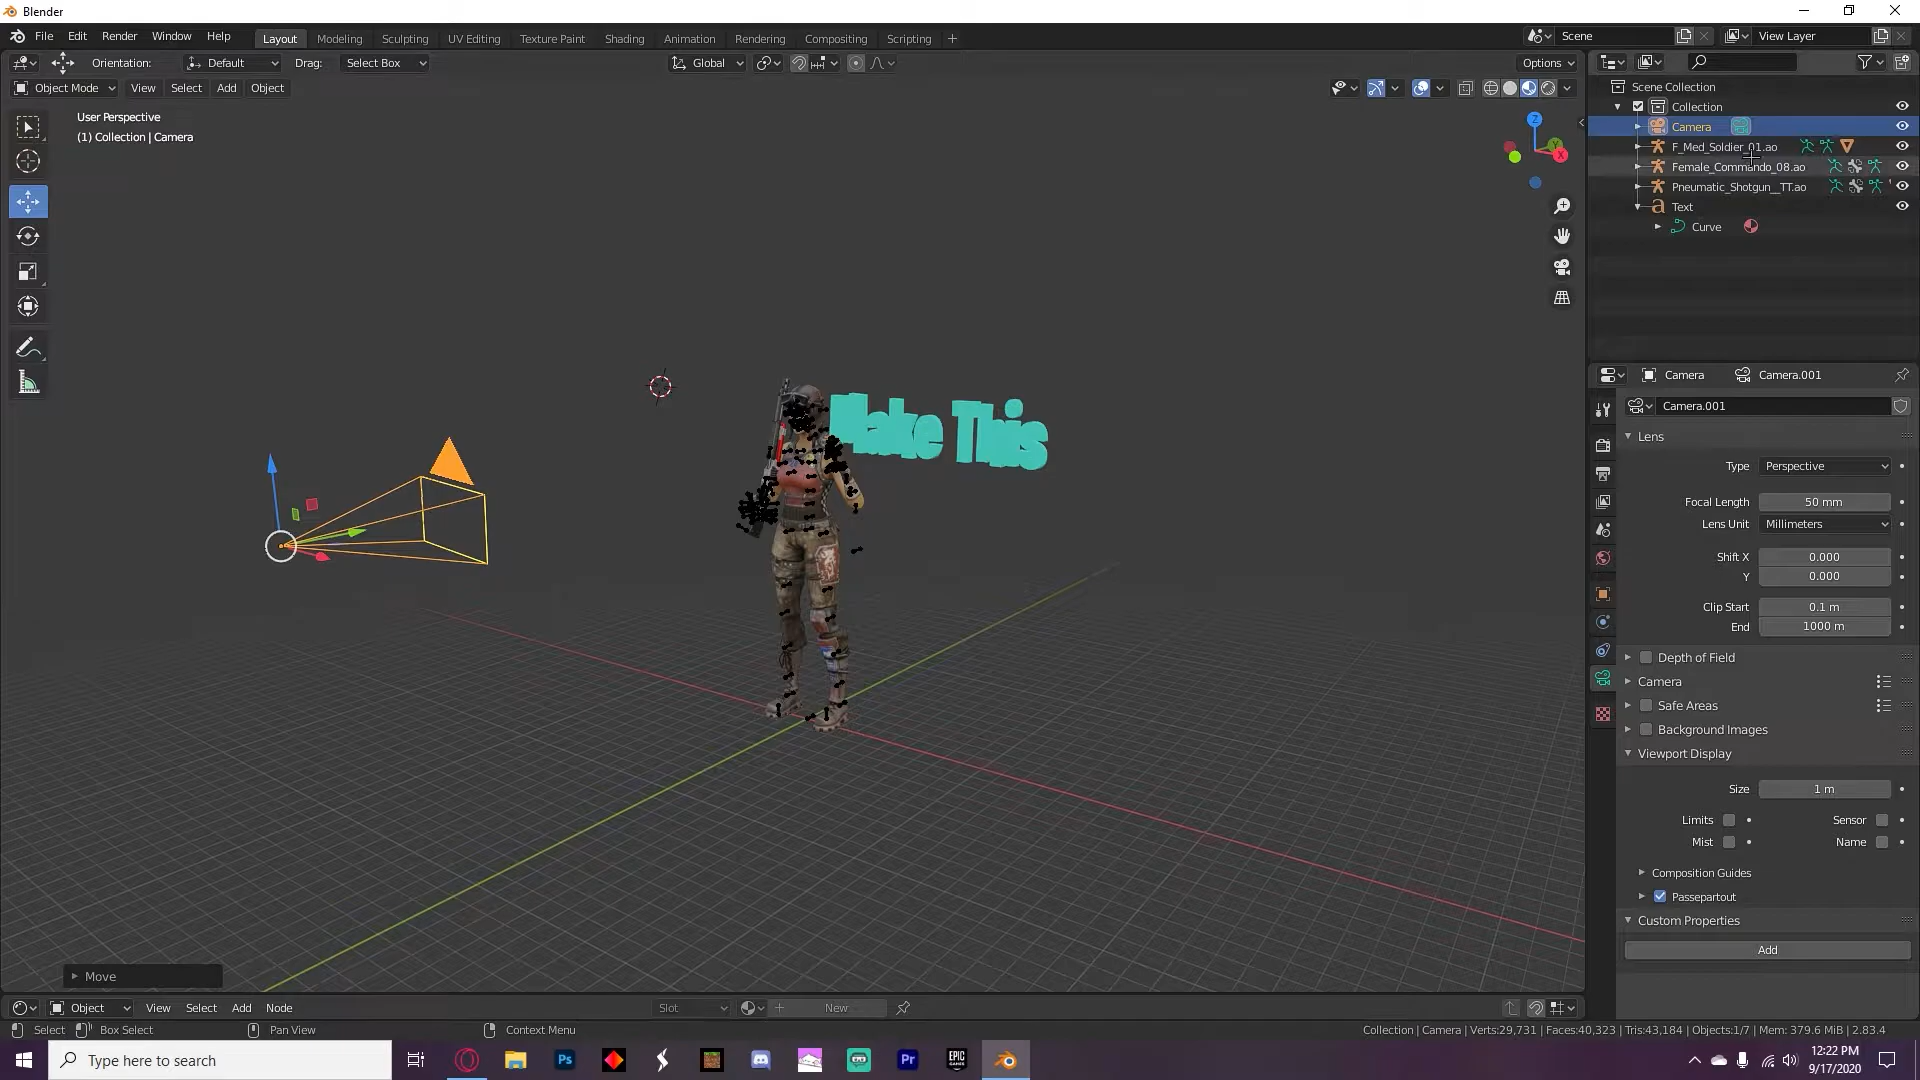 Blender
File Edit Render Window Help
Layout Modeling Sculpting UV Editing Texture Paint Shading Animation Rendering Compositing Scripting +
Scene
View Layer
Orientation: Default Drag: Select Box
Global
Options
Object Mode View Select Add Object
User Perspective
(1) Collection | Camera
Z
Y
X
Make This
Scene Collection
Collection
Camera
F_Med_Soldier_01.ao
Female_Commando_08.ao
Pneumatic_Shotgun__TT.ao
Text
Curve
Camera Camera.001
Camera.001
Lens
Type Perspective
Focal Length 50 mm
Lens Unit Millimeters
Shift X 0.000
Y 0.000
Clip Start 0.1 m
End 1000 m
Depth of Field
Camera
Safe Areas
Background Images
Viewport Display
Size 1 m
Limits Sensor
Mist Name
Composition Guides
Passepartout
Custom Properties
Add
Move
Object View Select Add Node
Slot
New
Select Box Select Pan View Context Menu
Collection | Camera | Verts:29,731 | Faces:40,323 | Tris:43,184 | Objects:1/7 | Mem: 379.6 MiB | 2.83.4
Type here to search
Ps
Pr
EPIC
GAMES
12:22 PM
9/17/2020